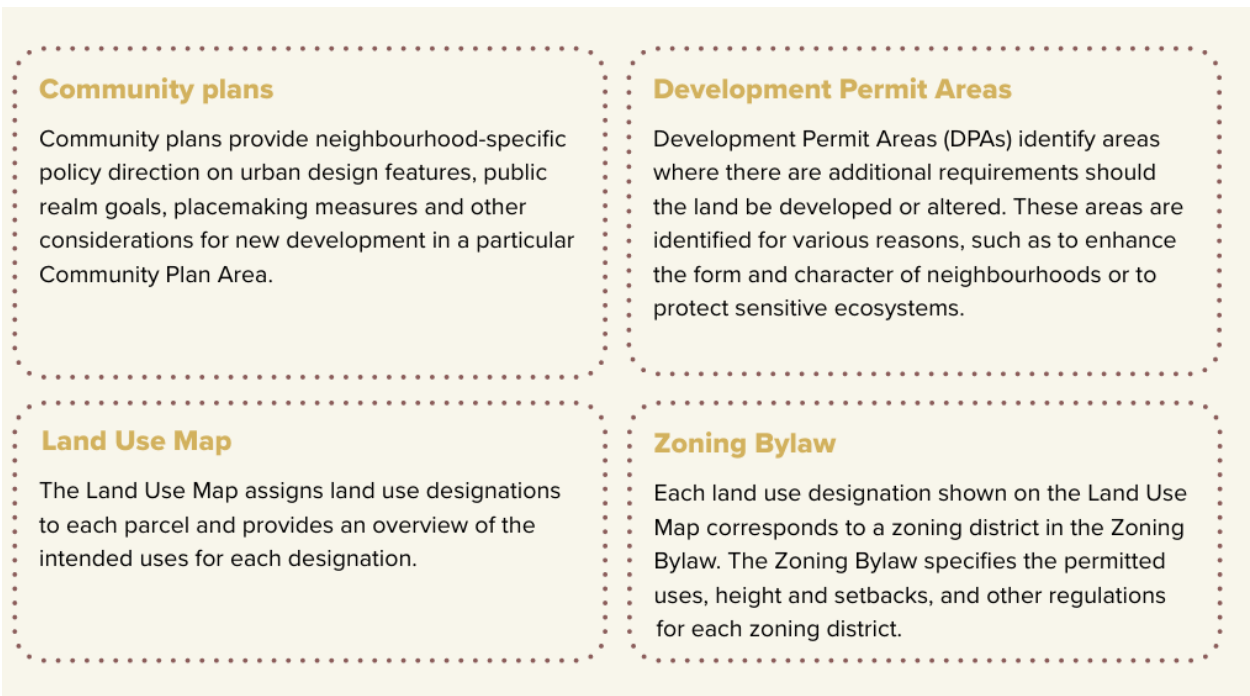 Community plans
Community plans provide neighbourhood-specific
policy direction on urban design features, public
realm goals, placemaking measures and other
considerations for new development in a particular
Community Plan Area.
Development Permit Areas
Development Permit Areas (DPAs) identify areas
where there are additional requirements should
the land be developed or altered. These areas are
identified for various reasons, such as to enhance
the form and character of neighbourhoods or to
protect sensitive ecosystems.
Land Use Map
The Land Use Map assigns land use designations
to each parcel and provides an overview of the
intended uses for each designation.
Zoning Bylaw
Each land use designation shown on the Land Use
Map corresponds to a zoning district in the Zoning
Bylaw. The Zoning Bylaw specifies the permitted
uses, height and setbacks, and other regulations
for each zoning district.